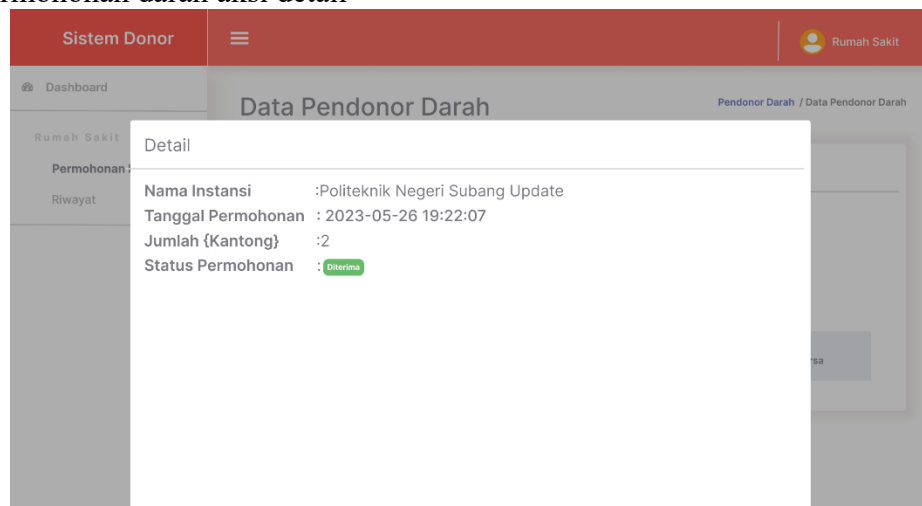 Sistem Donor
Rumah Sakit
Dashboard
Data Pendonor Darah
Pendonor Darah / Data Pendonor Darah
Rumah Sakit
Detail
Permohonan
Riwayat
Nama Instansi :Politeknik Negeri Subang Update
Tanggal Permohonan : 2023-05-26 19:22:07
Jumlah {Kantong} :2
Status Permohonan : Diterima